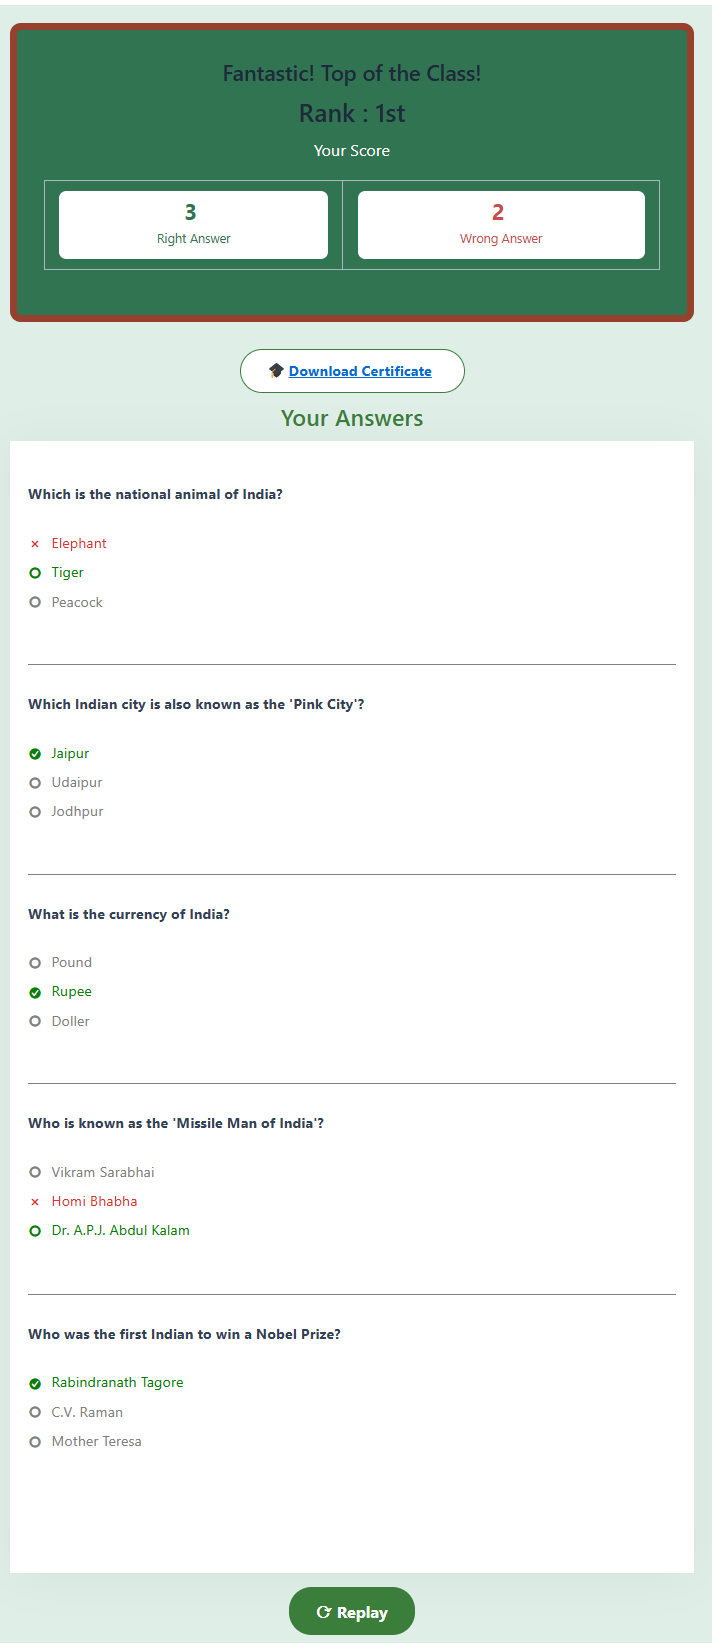 Fantastic! Top of the Class!
Rank : 1st
Your Score
3
Right Answer
2
Wrong Answer
Download Certificate
Your Answers
Which is the national animal of India?
Elephant
Tiger
Peacock
Which Indian city is also known as the 'Pink City'?
Jaipur
Udaipur
Jodhpur
What is the currency of India?
Pound
Rupee
Doller
Who is known as the 'Missile Man of India'?
Vikram Sarabhai
Homi Bhabha
Dr. A.P.J. Abdul Kalam
Who was the first Indian to win a Nobel Prize?
Rabindranath Tagore
C.V. Raman
Mother Teresa
Replay